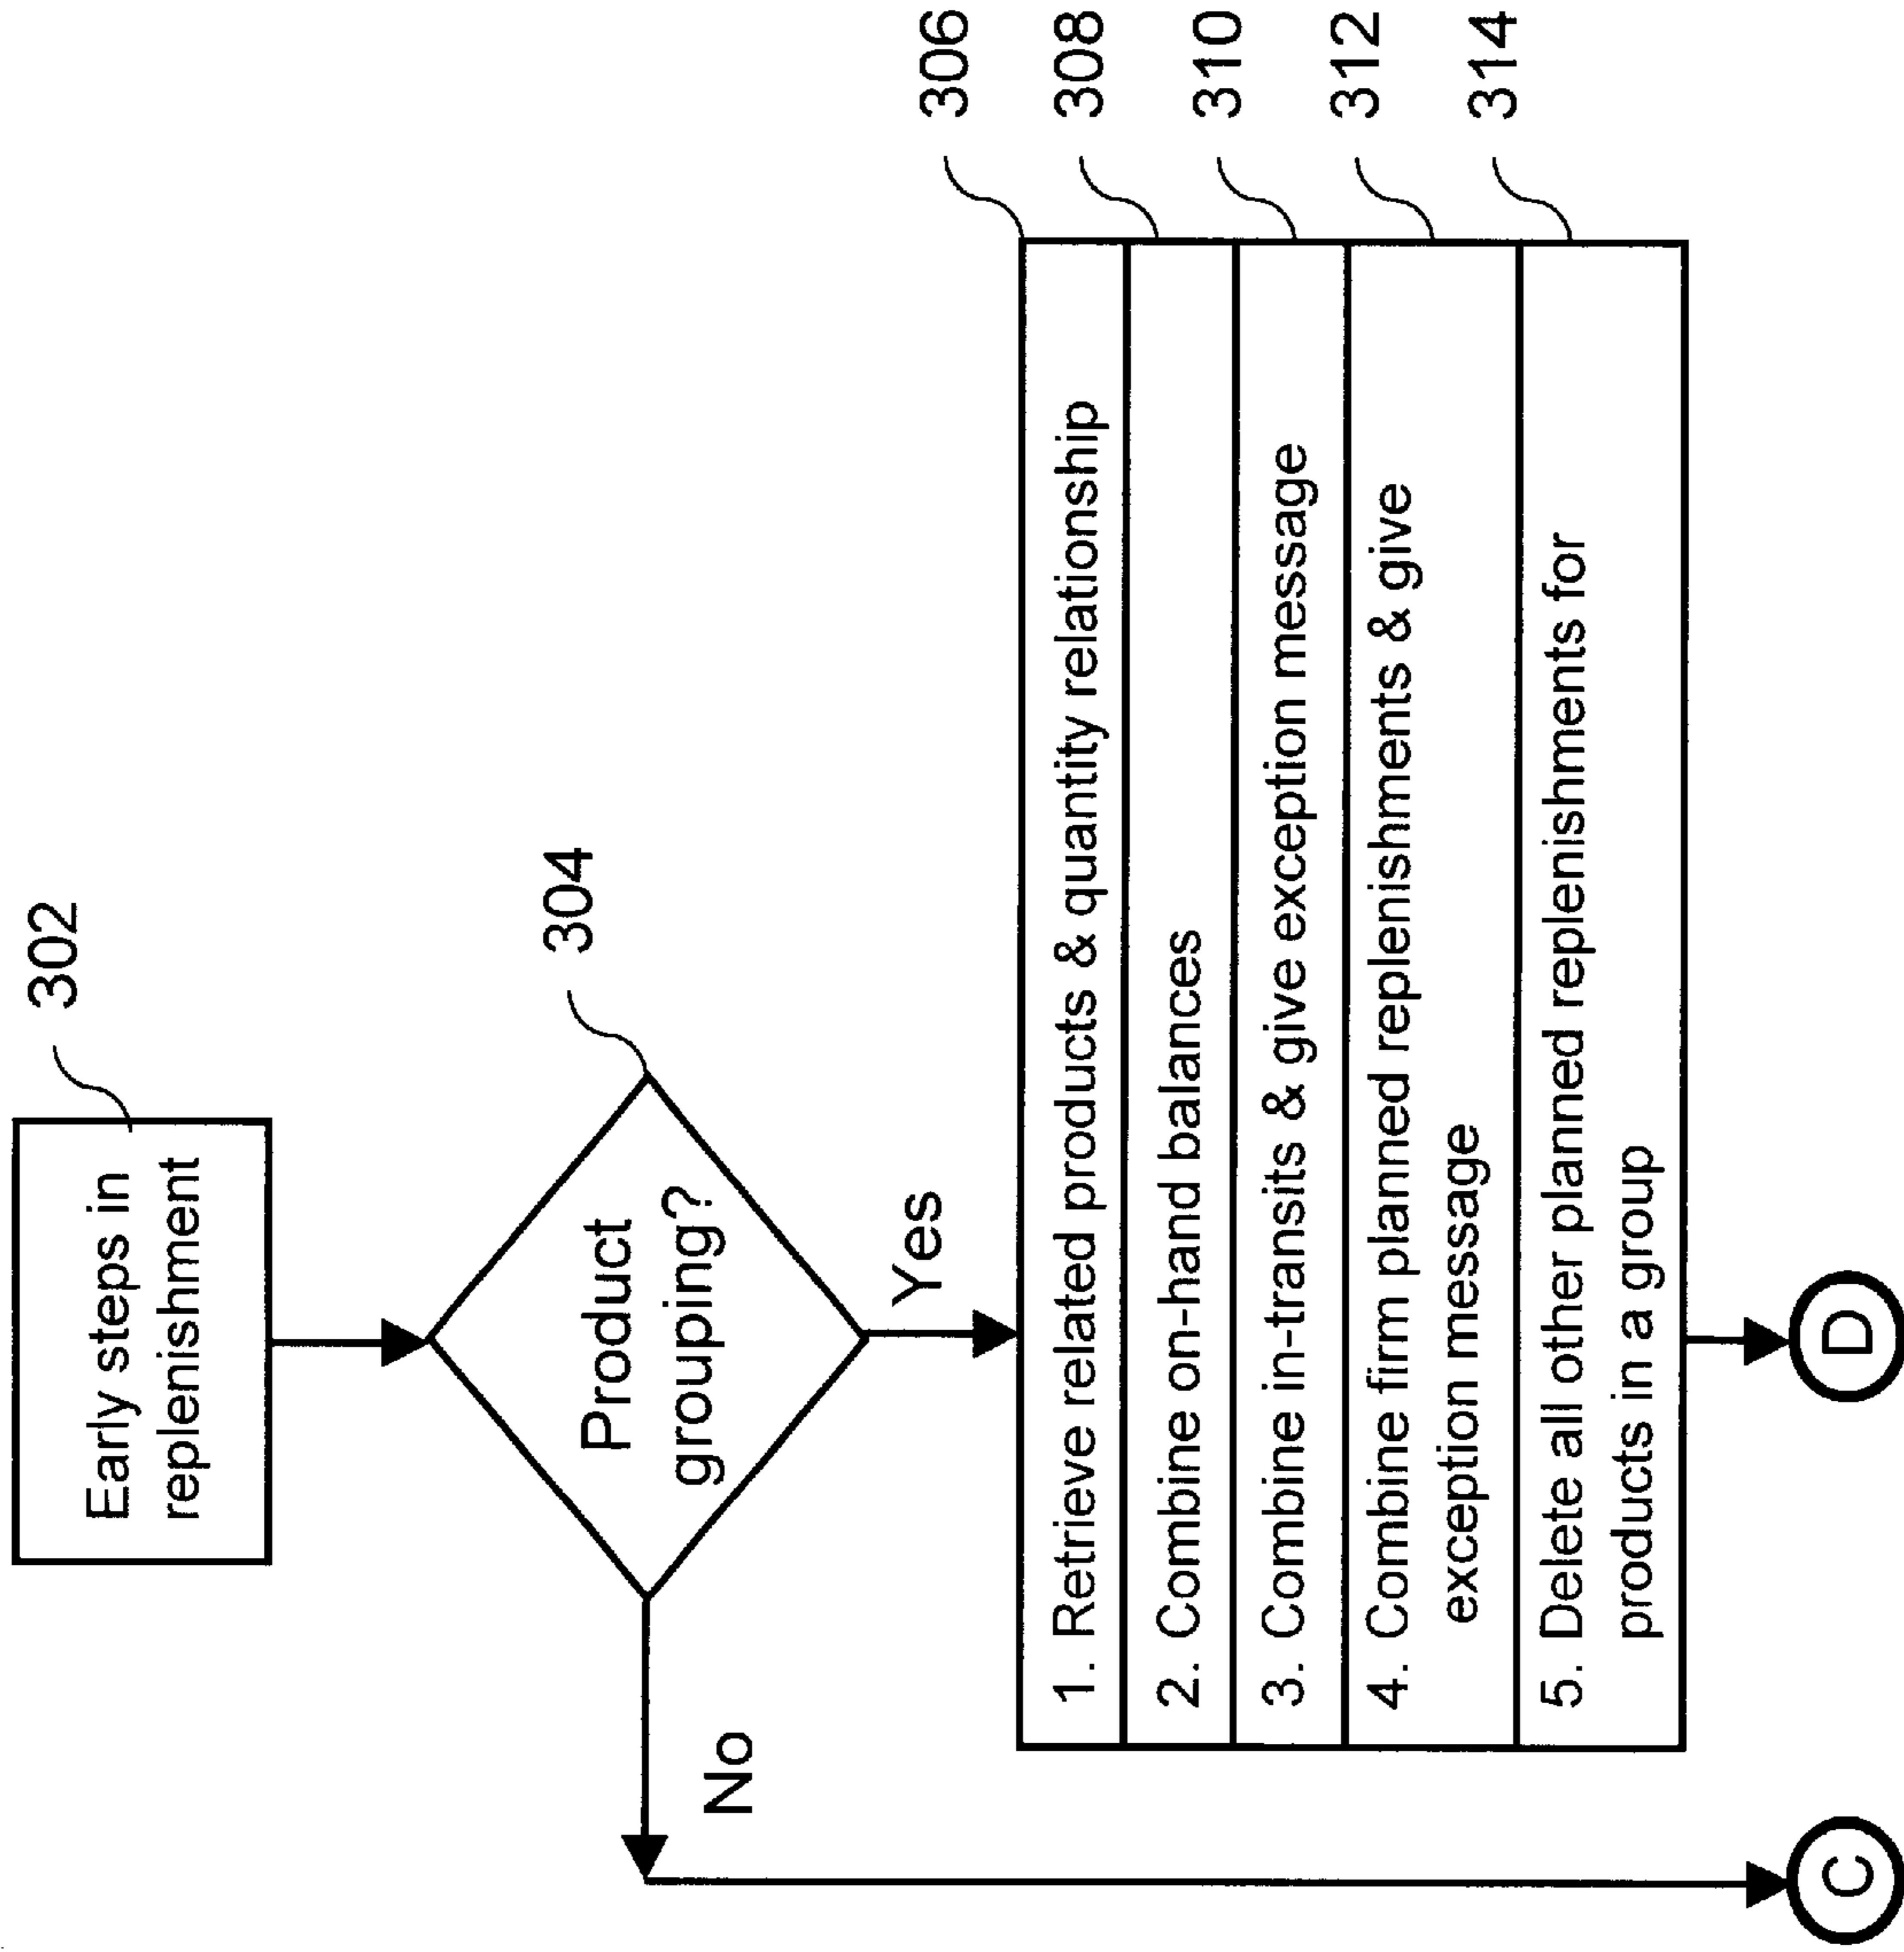 Early steps in
replenishment
302
Product
grouping?
304
No
Yes
1. Retrieve related products & quantity relationship
306
2. Combine on-hand balances
308
3. Combine in-transits & give exception message
310
4. Combine firm planned replenishments & give
exception message
312
5. Delete all other planned replenishments for
products in a group
314
C
D